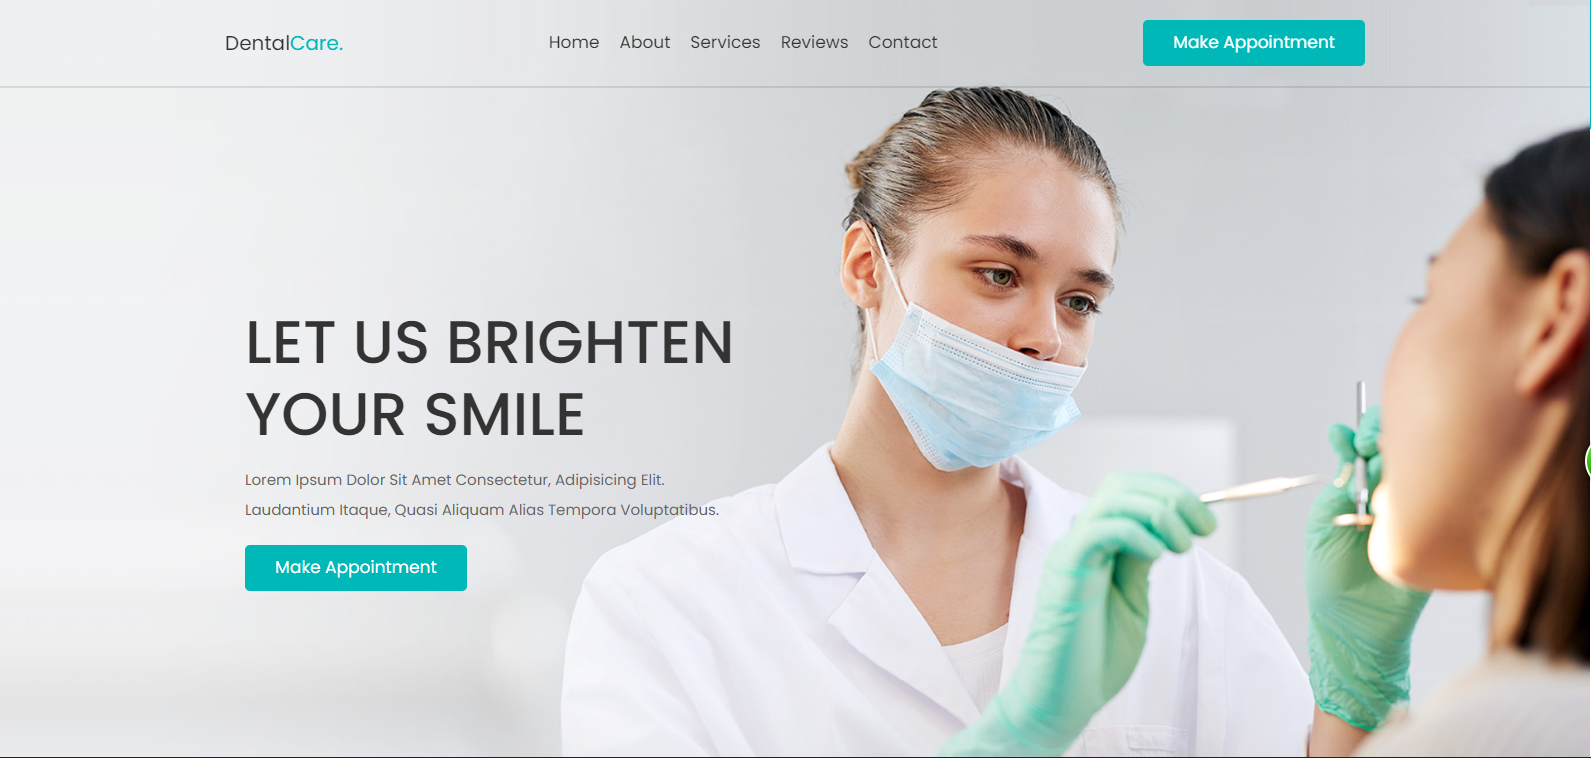 DentalCare.
Home About Services Reviews Contact
Make Appointment
LET US BRIGHTEN
YOUR SMILE
Lorem Ipsum Dolor Sit Amet Consectetur, Adipisicing Elit.
Laudantium Itaque, Quasi Aliquam Alias Tempora Voluptatibus.
Make Appointment